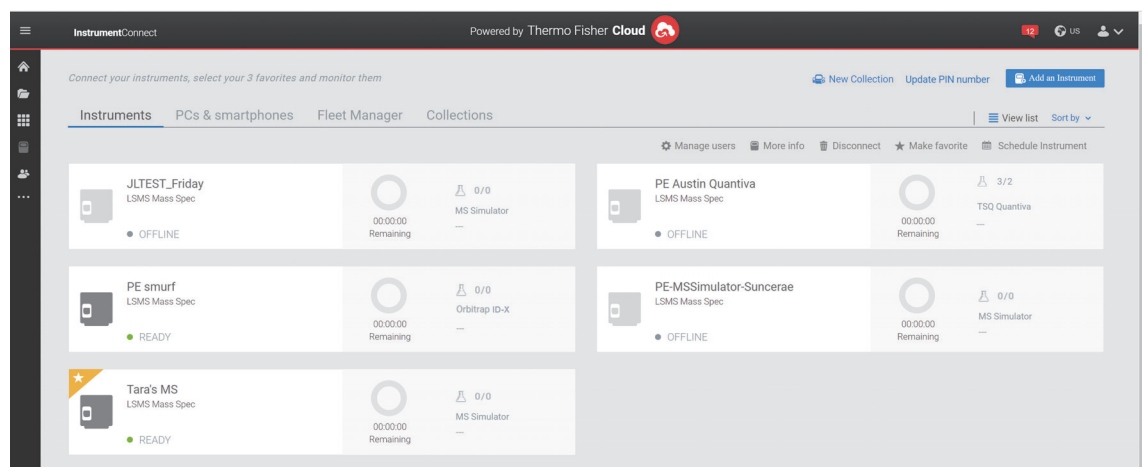 InstrumentConnect
Powered by Thermo Fisher Cloud
12
US
Connect your instruments, select your 3 favorites and monitor them
New Collection
Update PIN number
Add an Instrument
Instruments
PCs & smartphones
Fleet Manager
Collections
View list
Sort by
Manage users
More info
Disconnect
Make favorite
Schedule Instrument
JLTEST_Friday
LSMS Mass Spec
OFFLINE
00:00:00
Remaining
0/0
MS Simulator
—
PE Austin Quantiva
LSMS Mass Spec
OFFLINE
00:00:00
Remaining
3/2
TSQ Quantiva
—
PE smurf
LSMS Mass Spec
READY
00:00:00
Remaining
0/0
Orbitrap ID-X
—
PE-MSSimulator-Suncerae
LSMS Mass Spec
OFFLINE
00:00:00
Remaining
0/0
MS Simulator
—
Tara's MS
LSMS Mass Spec
READY
00:00:00
Remaining
0/0
MS Simulator
—